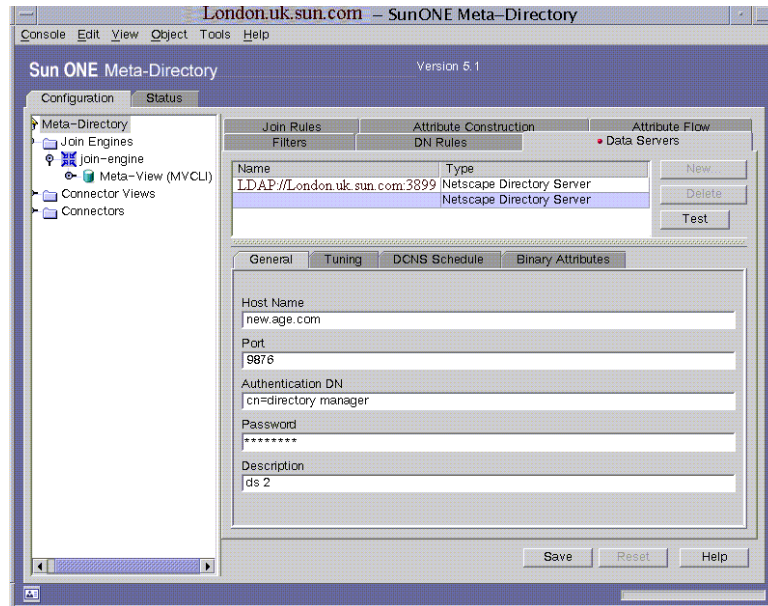 London.uk.sun.com – SunONE Meta–Directory
Console Edit View Object Tools Help
Sun ONE Meta-Directory
Version 5.1
Configuration Status
Meta–Directory
Join Engines
join–engine
Meta–View (MVCLI)
Connector Views
Connectors
Join Rules Attribute Construction Attribute Flow
Filters DN Rules Data Servers
Name Type
LDAP://London.uk.sun.com:3899 Netscape Directory Server
Netscape Directory Server
New...
Delete
Test
General Tuning DCNS Schedule Binary Attributes
Host Name
new.age.com
Port
9876
Authentication DN
cn=directory manager
Password
********
Description
ds 2
Save Reset Help